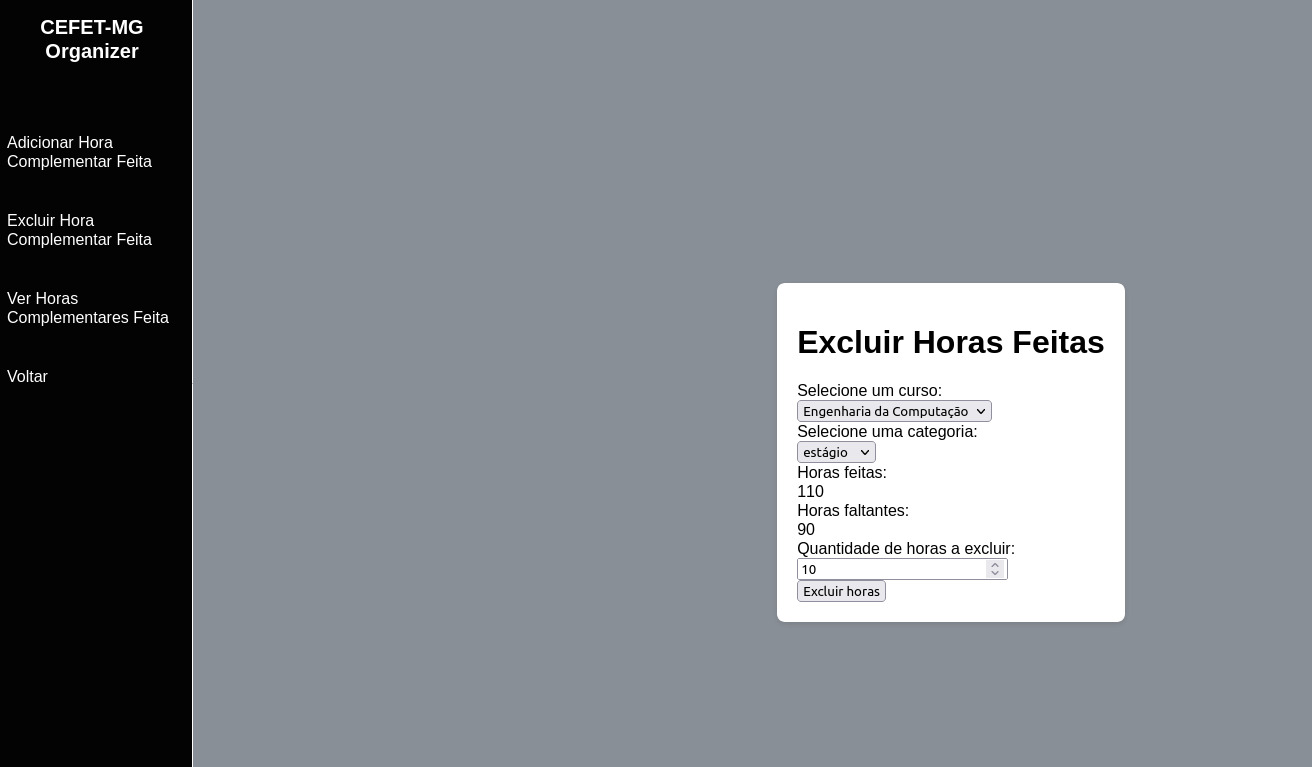 CEFET-MG
Organizer
Adicionar Hora
Complementar Feita
Excluir Hora
Complementar Feita
Ver Horas
Complementares Feita
Voltar
Excluir Horas Feitas
Selecione um curso:
Engenharia da Computação
Selecione uma categoria:
estágio
Horas feitas:
110
Horas faltantes:
90
Quantidade de horas a excluir:
10
Excluir horas